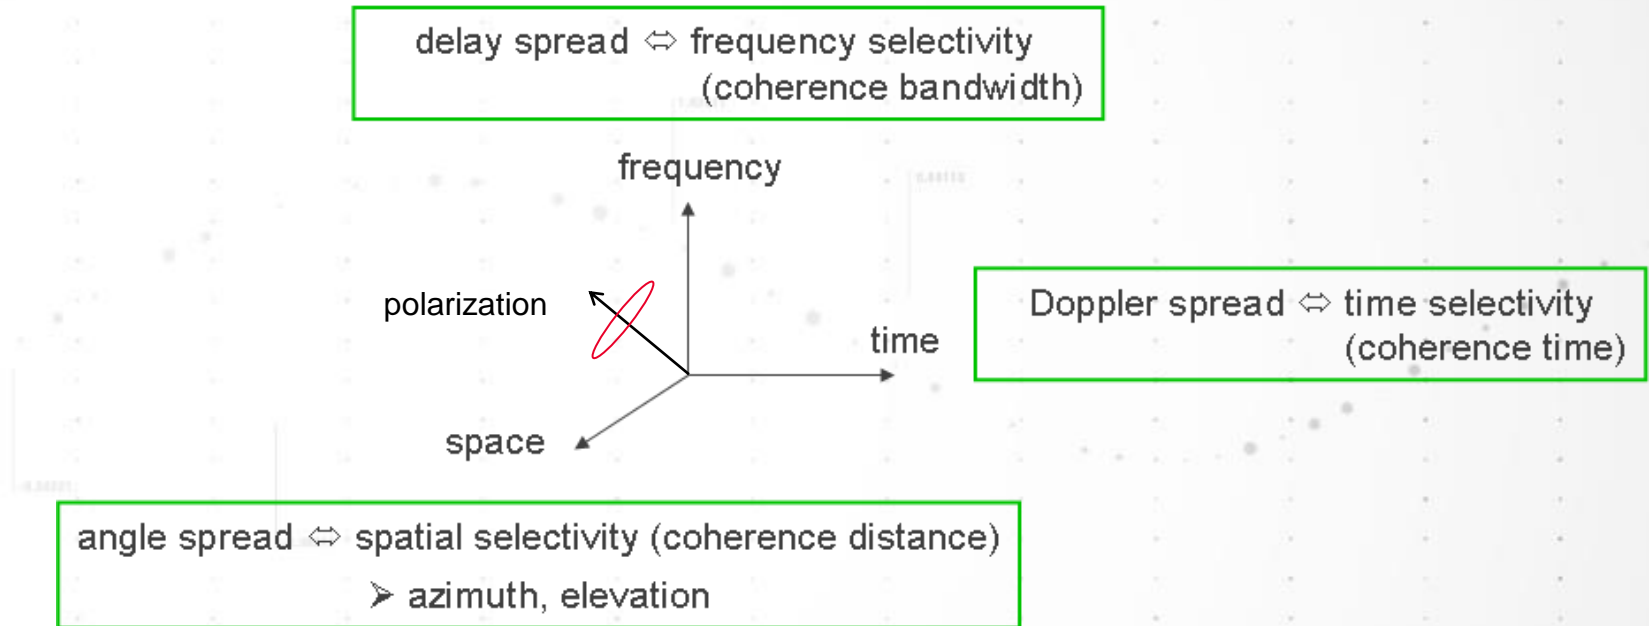 delay spread ⇔ frequency selectivity
(coherence bandwidth)
frequency
polarization
time
Doppler spread ⇔ time selectivity
(coherence time)
space
angle spread ⇔ spatial selectivity (coherence distance)
➢ azimuth, elevation